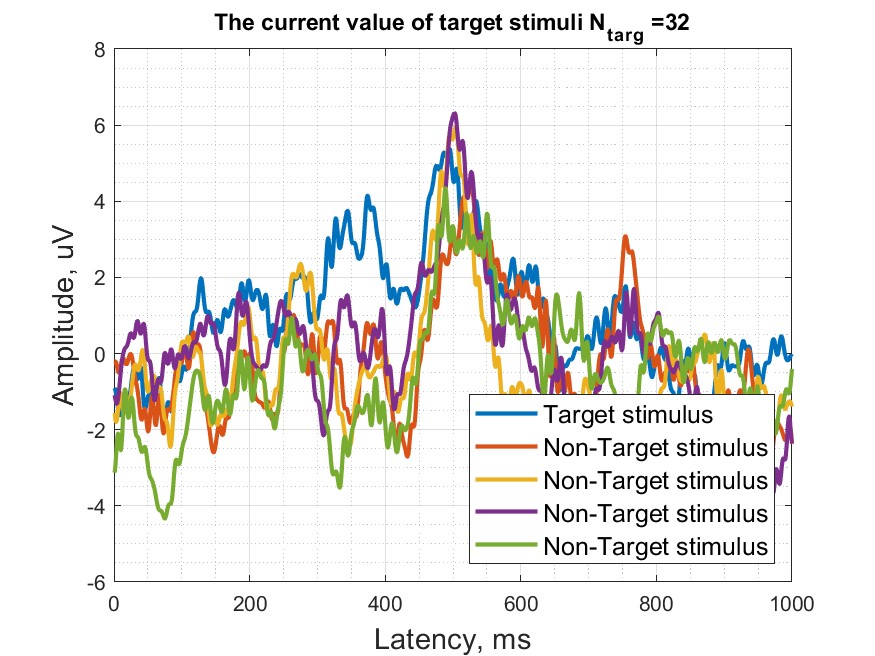 The current value of target stimuli N_targ =32
8
6
4
2
0
-2
-4
-6
Amplitude, uV
Target stimulus
Non-Target stimulus
Non-Target stimulus
Non-Target stimulus
Non-Target stimulus
0 200 400 600 800 1000
Latency, ms